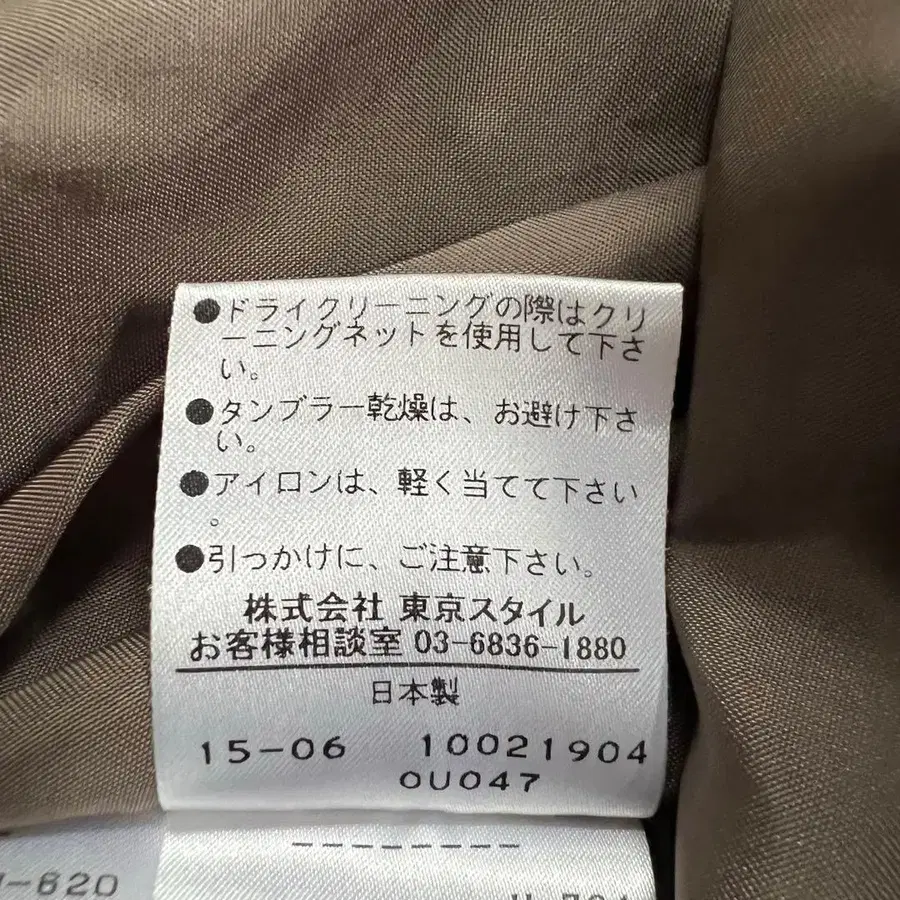 ●ドライクリーニングの際はクリ
ーニングネットを使用して下さ
い。
●タンブラー乾燥は、お避け下さ
い。
●アイロンは、軽く当てて下さい
。
●引っかけに、ご注意下さい。
株式会社 東京スタイル
お客様相談室 03-6836-1880
日本製
15-06 10021904
0U047
--------
-620